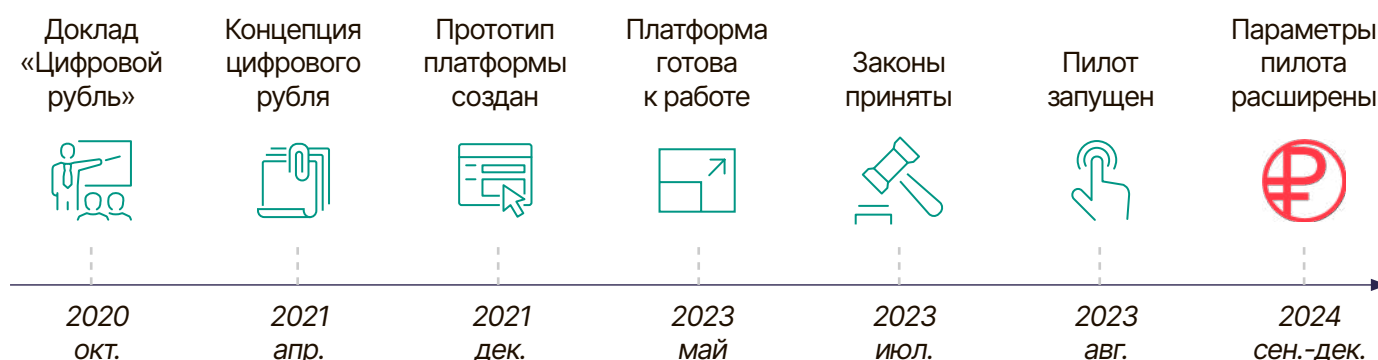 Доклад
«Цифровой
рубль»
Концепция
цифрового
рубля
Прототип
платформы
создан
Платформа
готова
к работе
Законы
приняты
Пилот
запущен
Параметры
пилота
расширены
2020
окт.
2021
апр.
2021
дек.
2023
май
2023
июл.
2023
авг.
2024
сен.-дек.